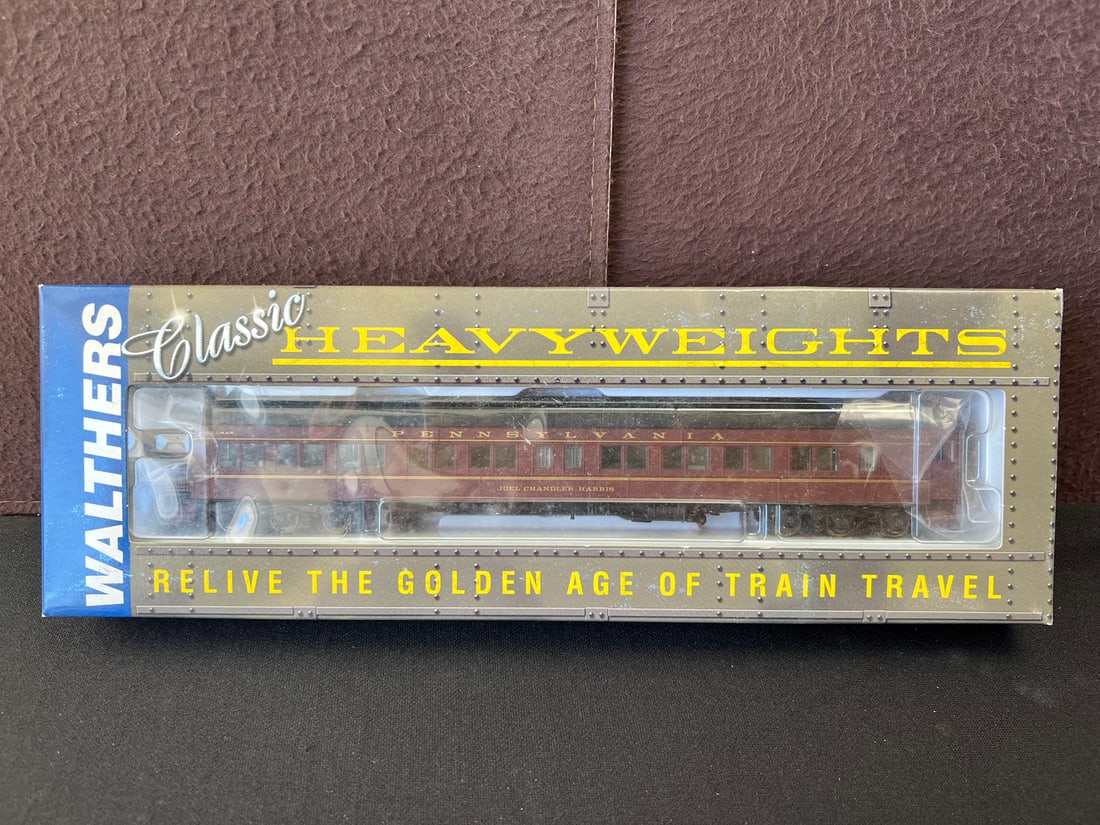 WALTHERS
Classic
HEAVYWEIGHTS
PENNSYLVANIA
JOEL CHANDLER HARRIS
RELIVE THE GOLDEN AGE OF TRAIN TRAVEL